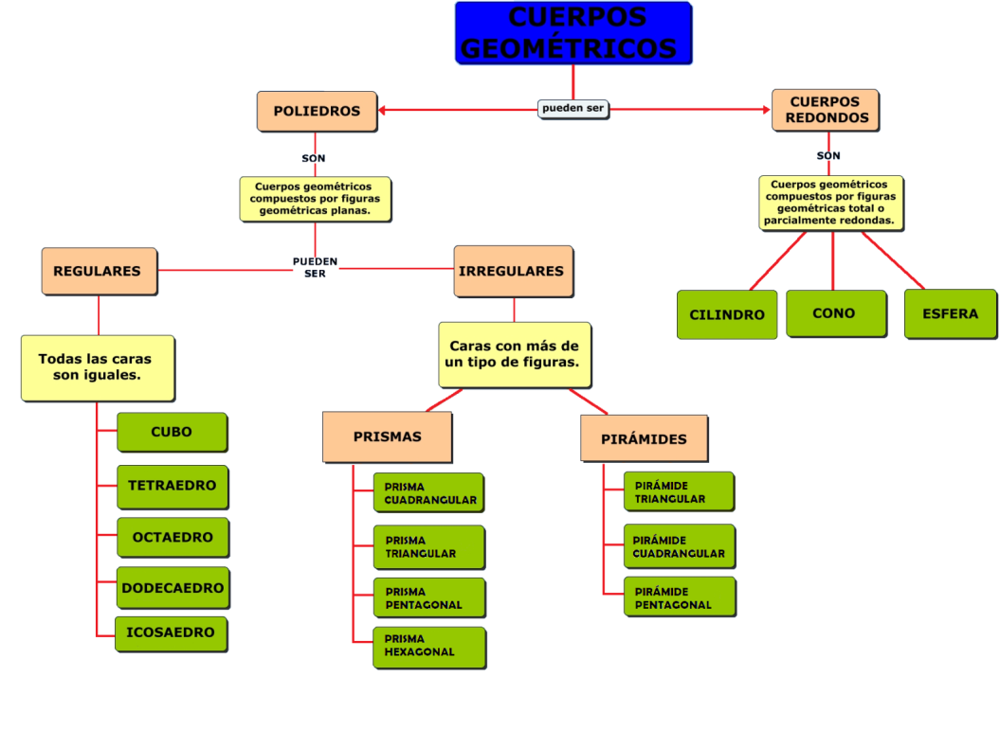 CUERPOS
GEOMÉTRICOS
pueden ser
POLIEDROS
CUERPOS
REDONDOS
SON
SON
Cuerpos geométricos
compuestos por figuras
geométricas planas.
Cuerpos geométricos
compuestos por figuras
geométricas total o
parcialmente redondas.
PUEDEN
SER
REGULARES
IRREGULARES
CILINDRO
CONO
ESFERA
Todas las caras
son iguales.
Caras con más de
un tipo de figuras.
CUBO
TETRAEDRO
OCTAEDRO
DODECAEDRO
ICOSAEDRO
PRISMAS
PRISMA
CUADRANGULAR
PRISMA
TRIANGULAR
PRISMA
PENTAGONAL
PRISMA
HEXAGONAL
PIRÁMIDES
PIRÁMIDE
TRIANGULAR
PIRÁMIDE
CUADRANGULAR
PIRÁMIDE
PENTAGONAL